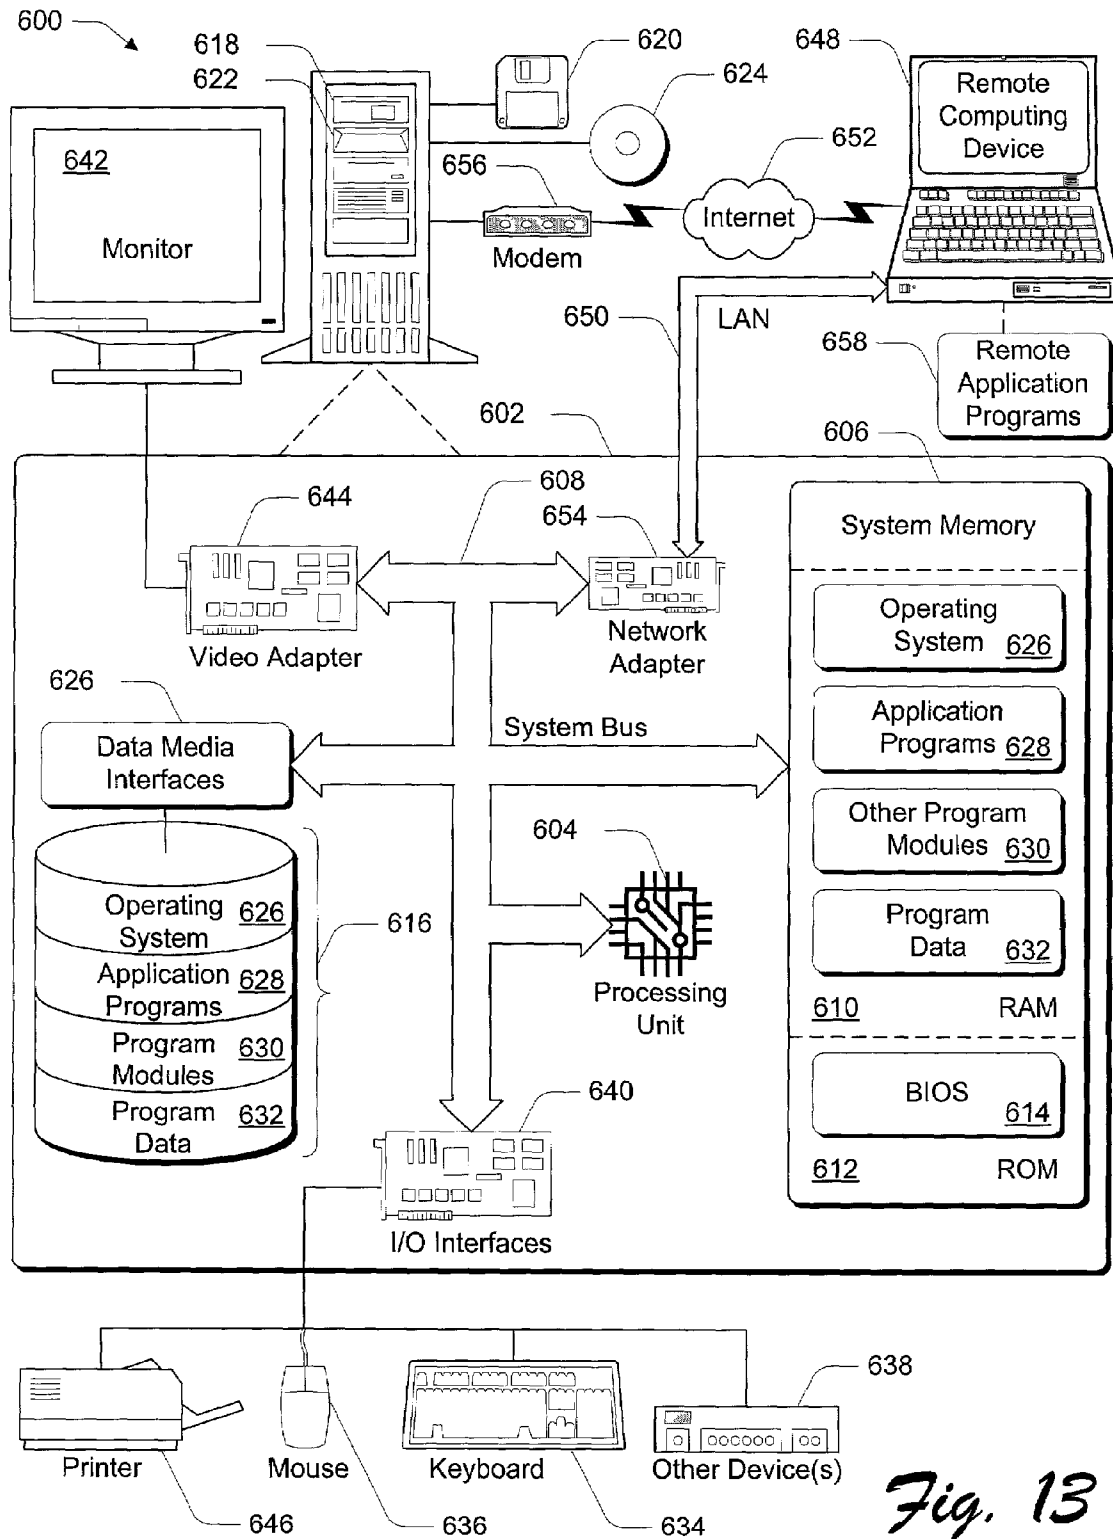 600
618
622
620
624
648
Remote
Computing
Device
642
Monitor
656
Modem
652
Internet
650
LAN
658
Remote
Application
Programs
602
606
608
644
654
Video Adapter
Network
Adapter
System Memory
Operating
System 626
Application
Programs 628
Other Program
Modules 630
Program
Data 632
610 RAM
BIOS
614
612 ROM
626
Data Media
Interfaces
System Bus
604
Processing
Unit
Operating
System 626
Application
Programs 628
Program
Modules 630
Program
Data 632
616
640
I/O Interfaces
Printer
646
Mouse
636
Keyboard
634
638
Other Device(s)
Fig. 13